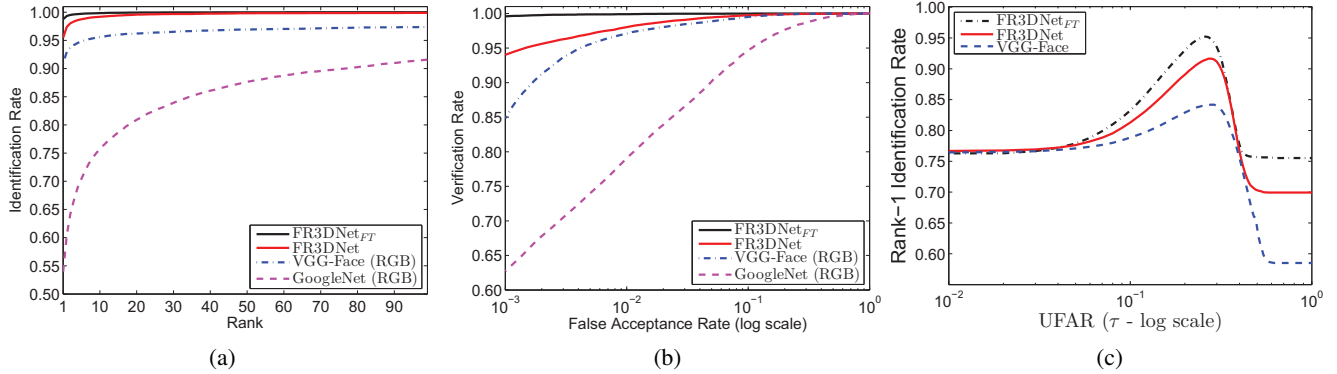 1.00
0.95
0.90
0.85
0.80
0.75
0.70
0.65
0.60
0.55
0.50
Identification Rate
1 10 20 30 40 50 60 70 80 90
Rank
FR3DNet_FT
FR3DNet
VGG-Face (RGB)
GoogleNet (RGB)
(a)
1.00
0.95
0.90
0.85
0.80
0.75
0.70
0.65
0.60
Verification Rate
10^-3 10^-2 10^-1 10^0
False Acceptance Rate (log scale)
FR3DNet_FT
FR3DNet
VGG-Face (RGB)
GoogleNet (RGB)
(b)
1.00
0.95
0.90
0.85
0.80
0.75
0.70
0.65
0.60
Rank-1 Identification Rate
10^-2 10^-1 10^0
UFAR (τ - log scale)
FR3DNet_FT
FR3DNet
VGG-Face
(c)